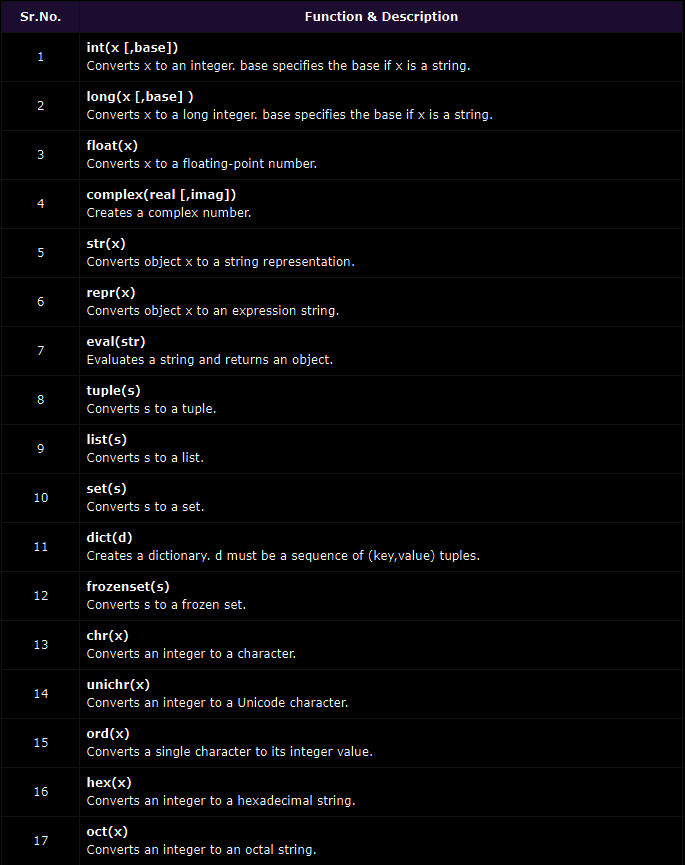 Sr.No. Function & Description
1 int(x [,base])
Converts x to an integer. base specifies the base if x is a string.
2 long(x [,base] )
Converts x to a long integer. base specifies the base if x is a string.
3 float(x)
Converts x to a floating-point number.
4 complex(real [,imag])
Creates a complex number.
5 str(x)
Converts object x to a string representation.
6 repr(x)
Converts object x to an expression string.
7 eval(str)
Evaluates a string and returns an object.
8 tuple(s)
Converts s to a tuple.
9 list(s)
Converts s to a list.
10 set(s)
Converts s to a set.
11 dict(d)
Creates a dictionary. d must be a sequence of (key,value) tuples.
12 frozenset(s)
Converts s to a frozen set.
13 chr(x)
Converts an integer to a character.
14 unichr(x)
Converts an integer to a Unicode character.
15 ord(x)
Converts a single character to its integer value.
16 hex(x)
Converts an integer to a hexadecimal string.
17 oct(x)
Converts an integer to an octal string.